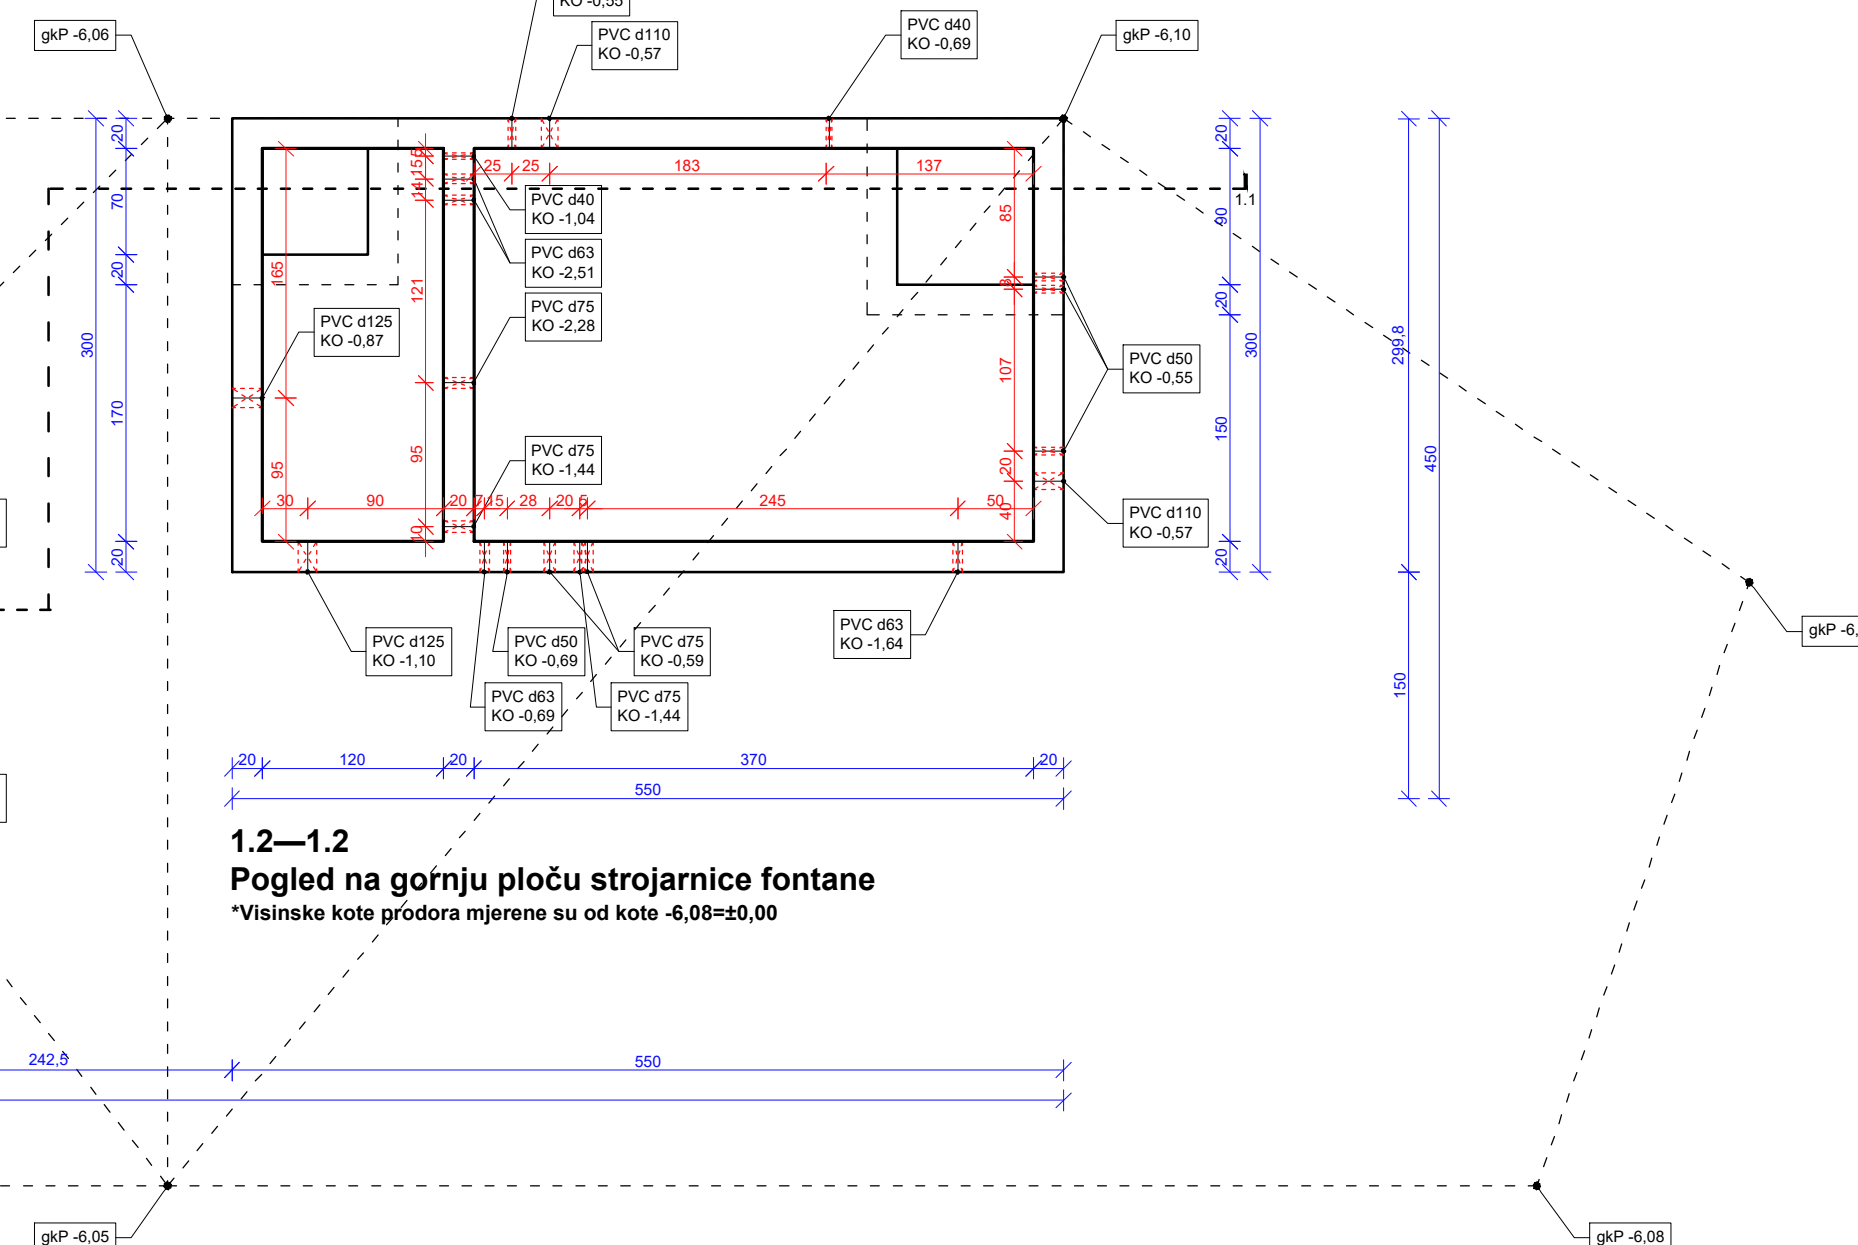 KO -0,55
gkP -6,06
PVC d110
KO -0,57
PVC d40
KO -0,69
gkP -6,10
20
70
20
170
20
300
15
14
121
95
10
165
95
25
25
183
137
PVC d40
KO -1,04
PVC d63
KO -2,51
PVC d75
KO -2,28
PVC d125
KO -0,87
PVC d75
KO -1,44
85
8
107
20
40
1.1
20
90
20
150
20
300
299,8
450
150
PVC d50
KO -0,55
PVC d110
KO -0,57
30
90
20
7
15
28
20
5
245
50
PVC d125
KO -1,10
PVC d50
KO -0,69
PVC d75
KO -0,59
PVC d63
KO -1,64
gkP -6,
PVC d63
KO -0,69
PVC d75
KO -1,44
20
120
20
370
20
550
1.2—1.2
Pogled na gornju ploču strojarnice fontane
*Visinske kote prodora mjerene su od kote -6,08=±0,00
242,5
550
gkP -6,05
gkP -6,08